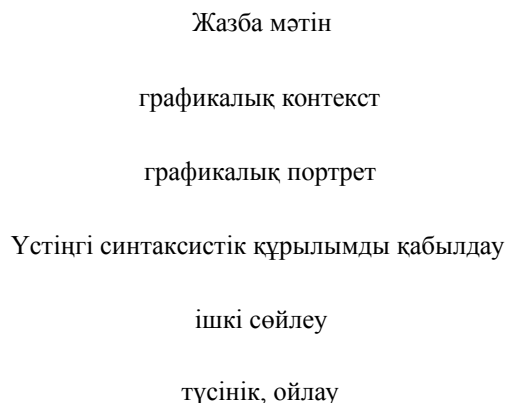 Жазба мәтін
графикалық контекст
графикалық портрет
Үстіңгі синтаксистік құрылымды қабылдау
ішкі сөйлеу
түсінік, ойлау